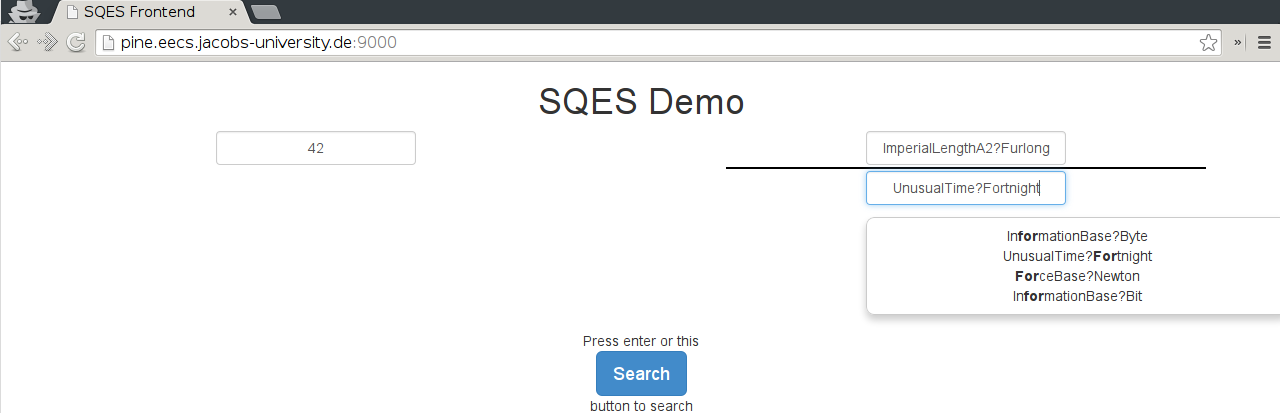 SQES Frontend
pine.eecs.jacobs-university.de:9000
SQES Demo
42
ImperialLengthA2?Furlong
UnusualTime?Fortnight
InformationBase?Byte
UnusualTime?Fortnight
ForceBase?Newton
InformationBase?Bit
Press enter or this
Search
button to search